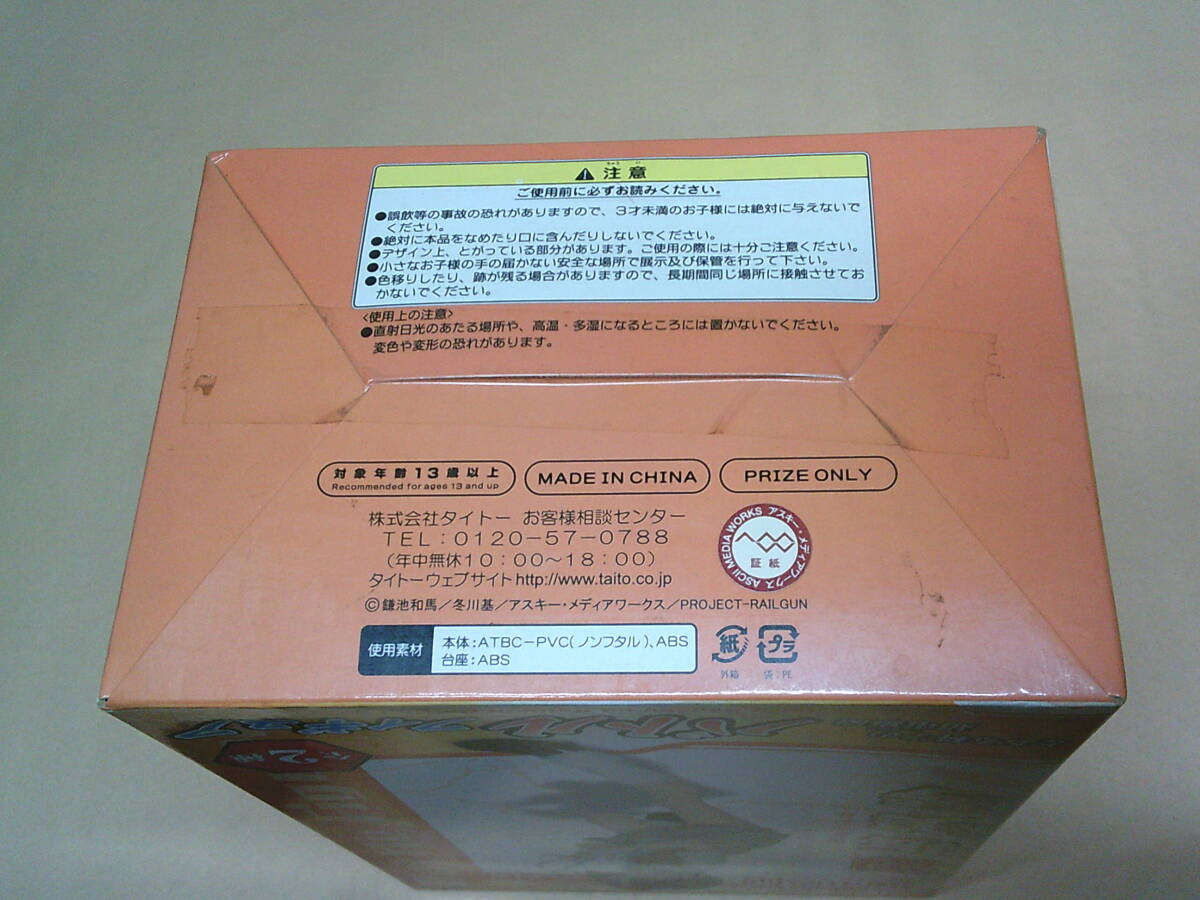 ちゅう い
注意
ご使用前に必ずお読みください。
●誤飲等の事故の恐れがありますので、3才未満のお子様には絶対に与えないで
ください。
●絶対に本品をなめたり口に含んだりしないでください。
●デザイン上、とがっている部分があります。ご使用の際には十分ご注意ください。
●小さなお子様の手の届かない安全な場所で展示及び保管を行って下さい。
●色移りしたり、跡が残る場合がありますので、長期間同じ場所に接触させてお
かないでください。
<使用上の注意>
●直射日光のあたる場所や、高温・多湿になるところには置かないでください。
変色や変形の恐れがあります。
対象年齢13歳以上
Recommended for ages 13 and up
MADE IN CHINA
PRIZE ONLY
株式会社タイトー お客様相談センター
TEL:0120-57-0788
(年中無休10:00~18:00)
タイトーウェブサイトhttp://www.taito.co.jp
ASCII MEDIA WORKS アスキー・メディアワークス
証紙
©鎌池和馬/冬川基/アスキー・メディアワークス/PROJECT-RAILGUN
使用素材
本体:ATBC-PVC(ノンフタル)、ABS
台座:ABS
紙
外箱
プラ
袋:PE
バトルフィギュア
全2種